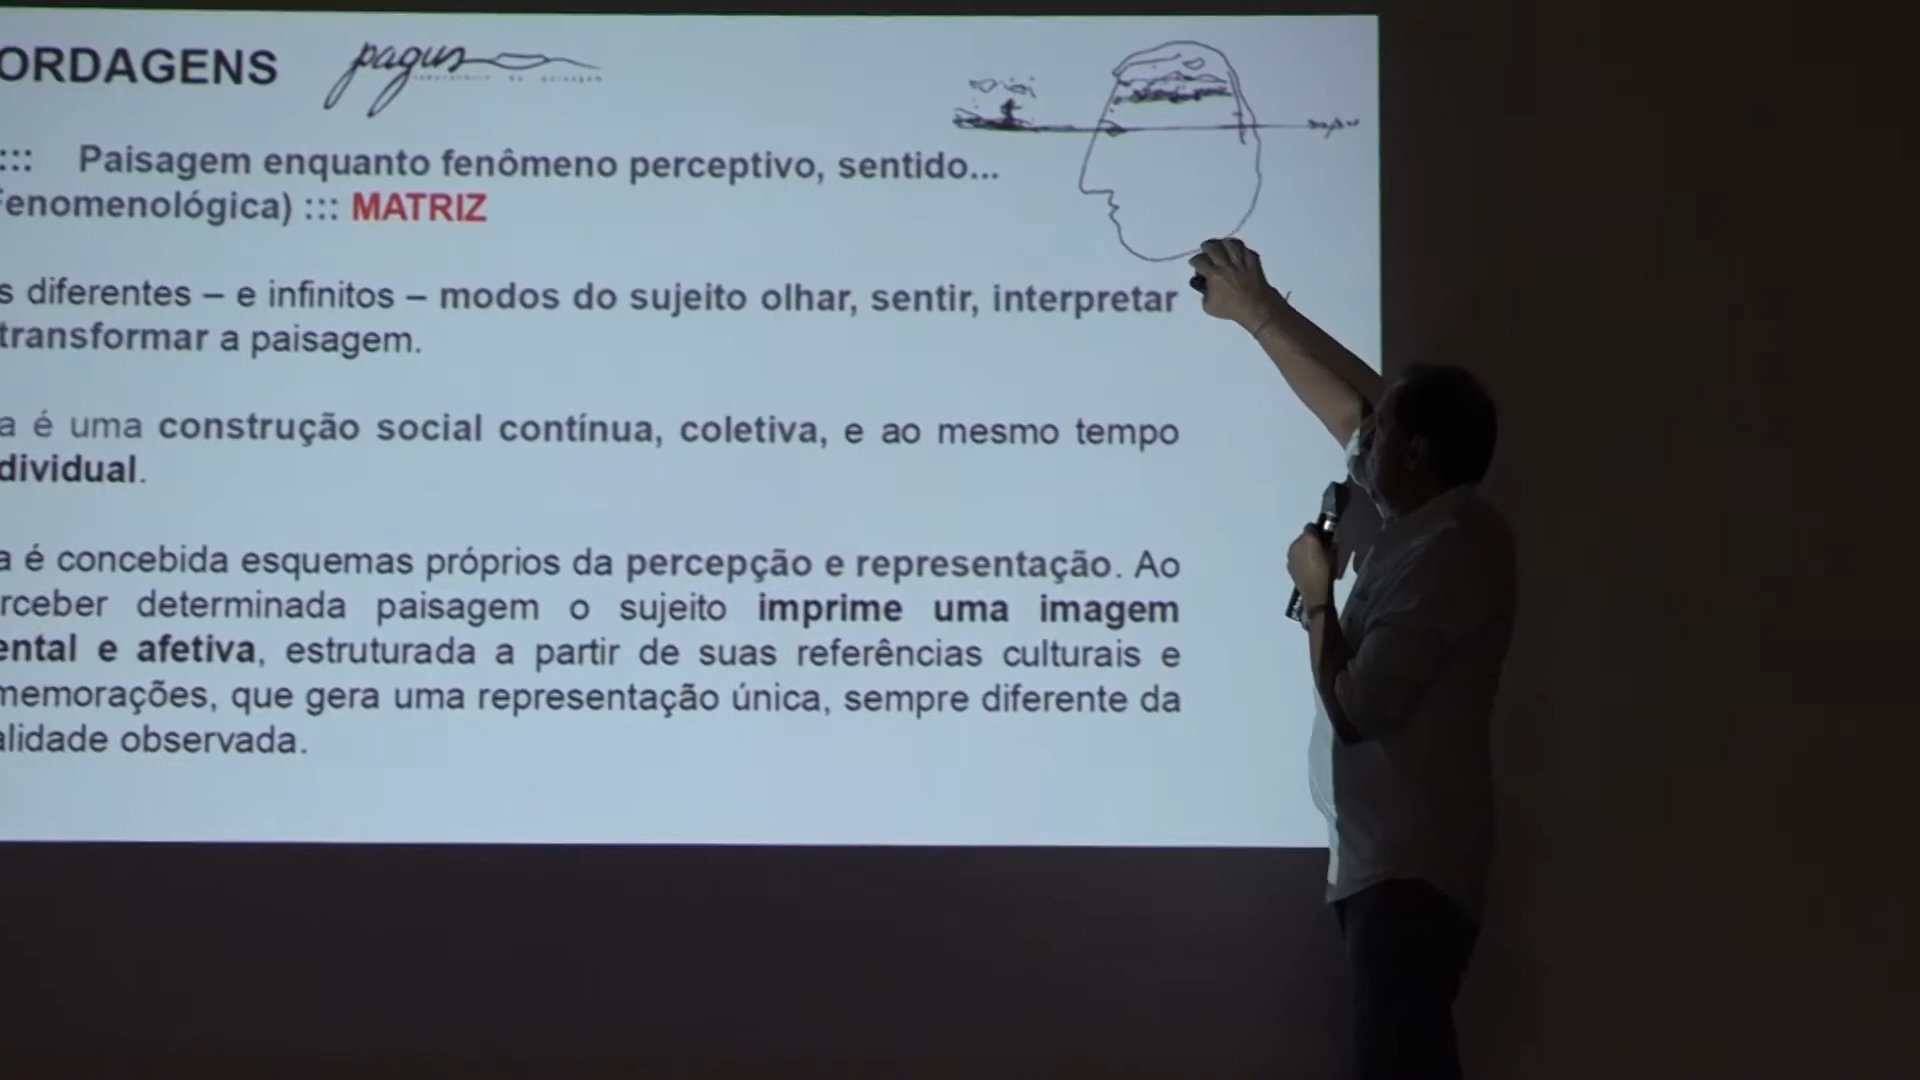 ORDAGENS pagus
::: Paisagem enquanto fenômeno perceptivo, sentido...
enomenológica) ::: MATRIZ
s diferentes – e infinitos – modos do sujeito olhar, sentir, interpretar
transformar a paisagem.
a é uma construção social contínua, coletiva, e ao mesmo tempo
dividual.
a é concebida esquemas próprios da percepção e representação. Ao
rceber determinada paisagem o sujeito imprime uma imagem
ental e afetiva, estruturada a partir de suas referências culturais e
memorações, que gera uma representação única, sempre diferente da
alidade observada.